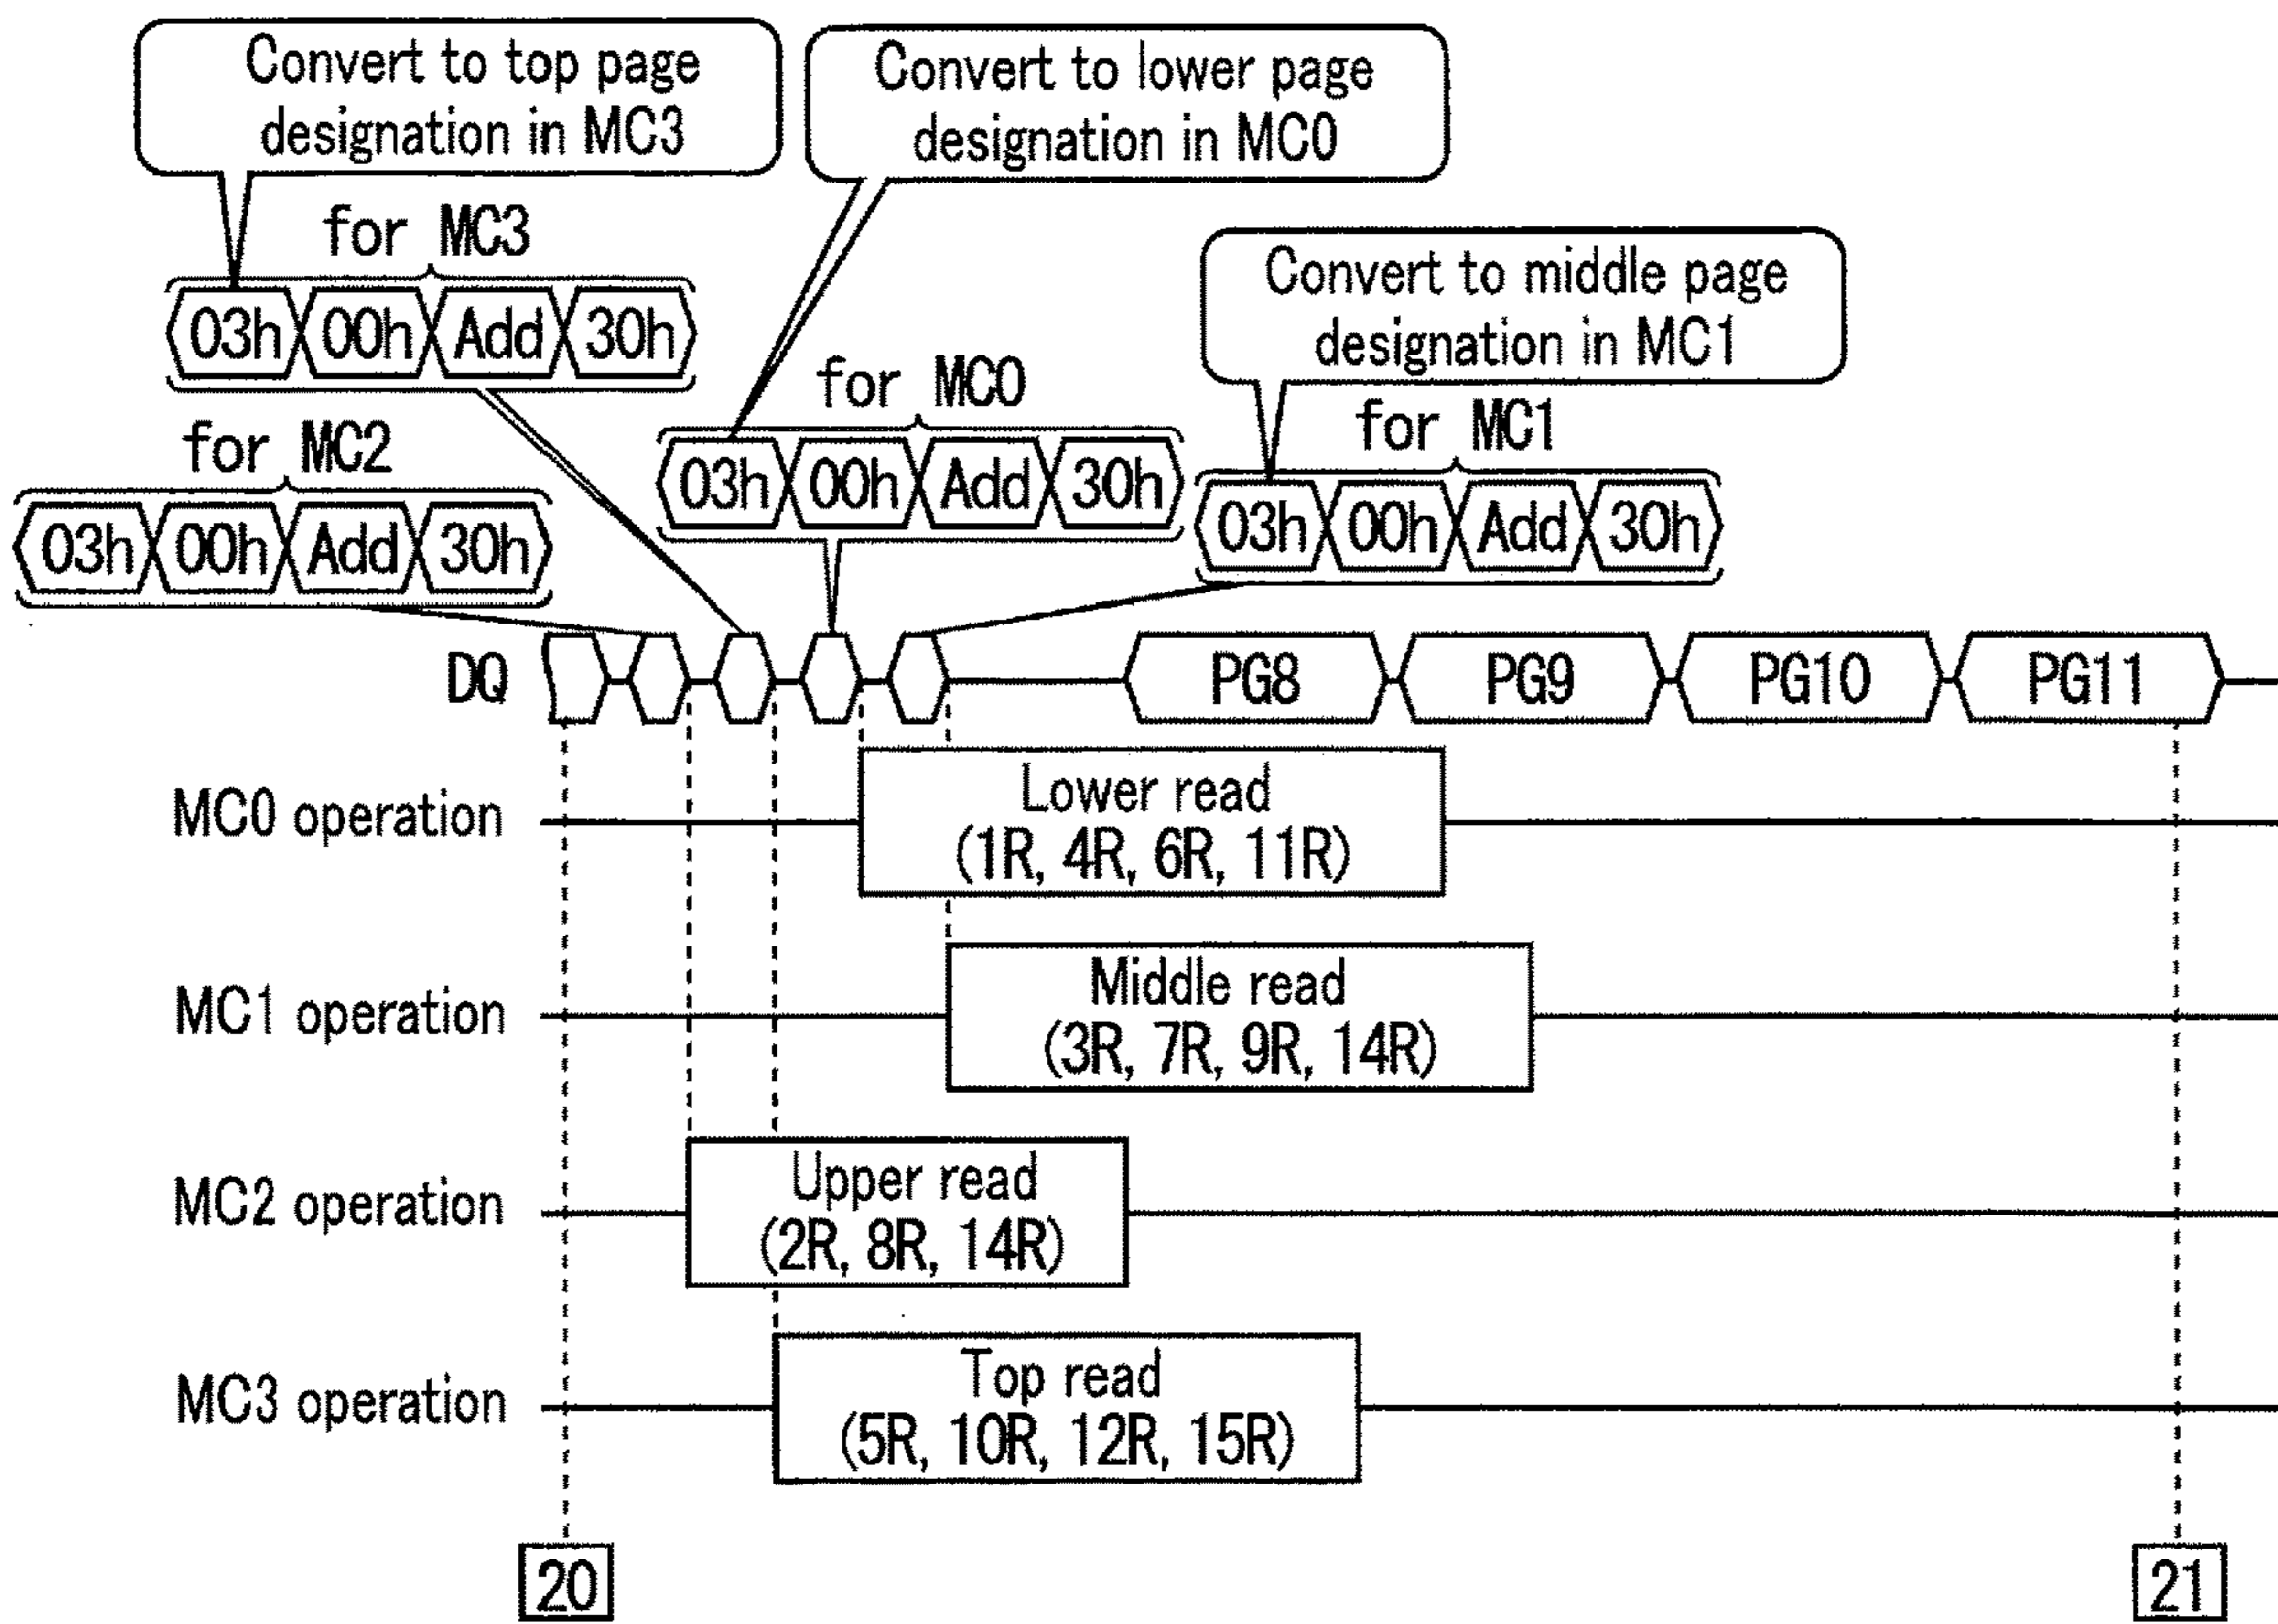 Convert to top page
designation in MC3
Convert to lower page
designation in MC0
for MC3
03h 00h Add 30h
Convert to middle page
designation in MC1
for MC0
03h 00h Add 30h
for MC1
03h 00h Add 30h
for MC2
03h 00h Add 30h
DQ PG8 PG9 PG10 PG11
MC0 operation
Lower read
(1R, 4R, 6R, 11R)
MC1 operation
Middle read
(3R, 7R, 9R, 14R)
MC2 operation
Upper read
(2R, 8R, 14R)
MC3 operation
Top read
(5R, 10R, 12R, 15R)
20 21